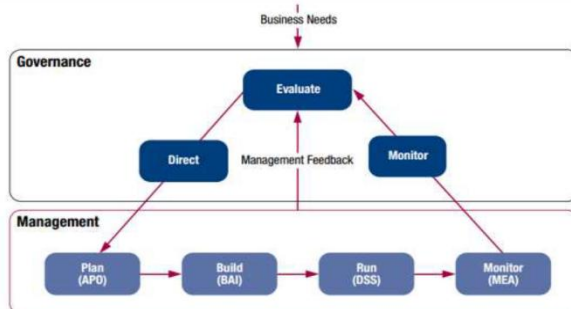 Business Needs
Governance
Evaluate
Direct
Management Feedback
Monitor
Management
Plan
(APO)
Build
(BAI)
Run
(DSS)
Monitor
(MEA)